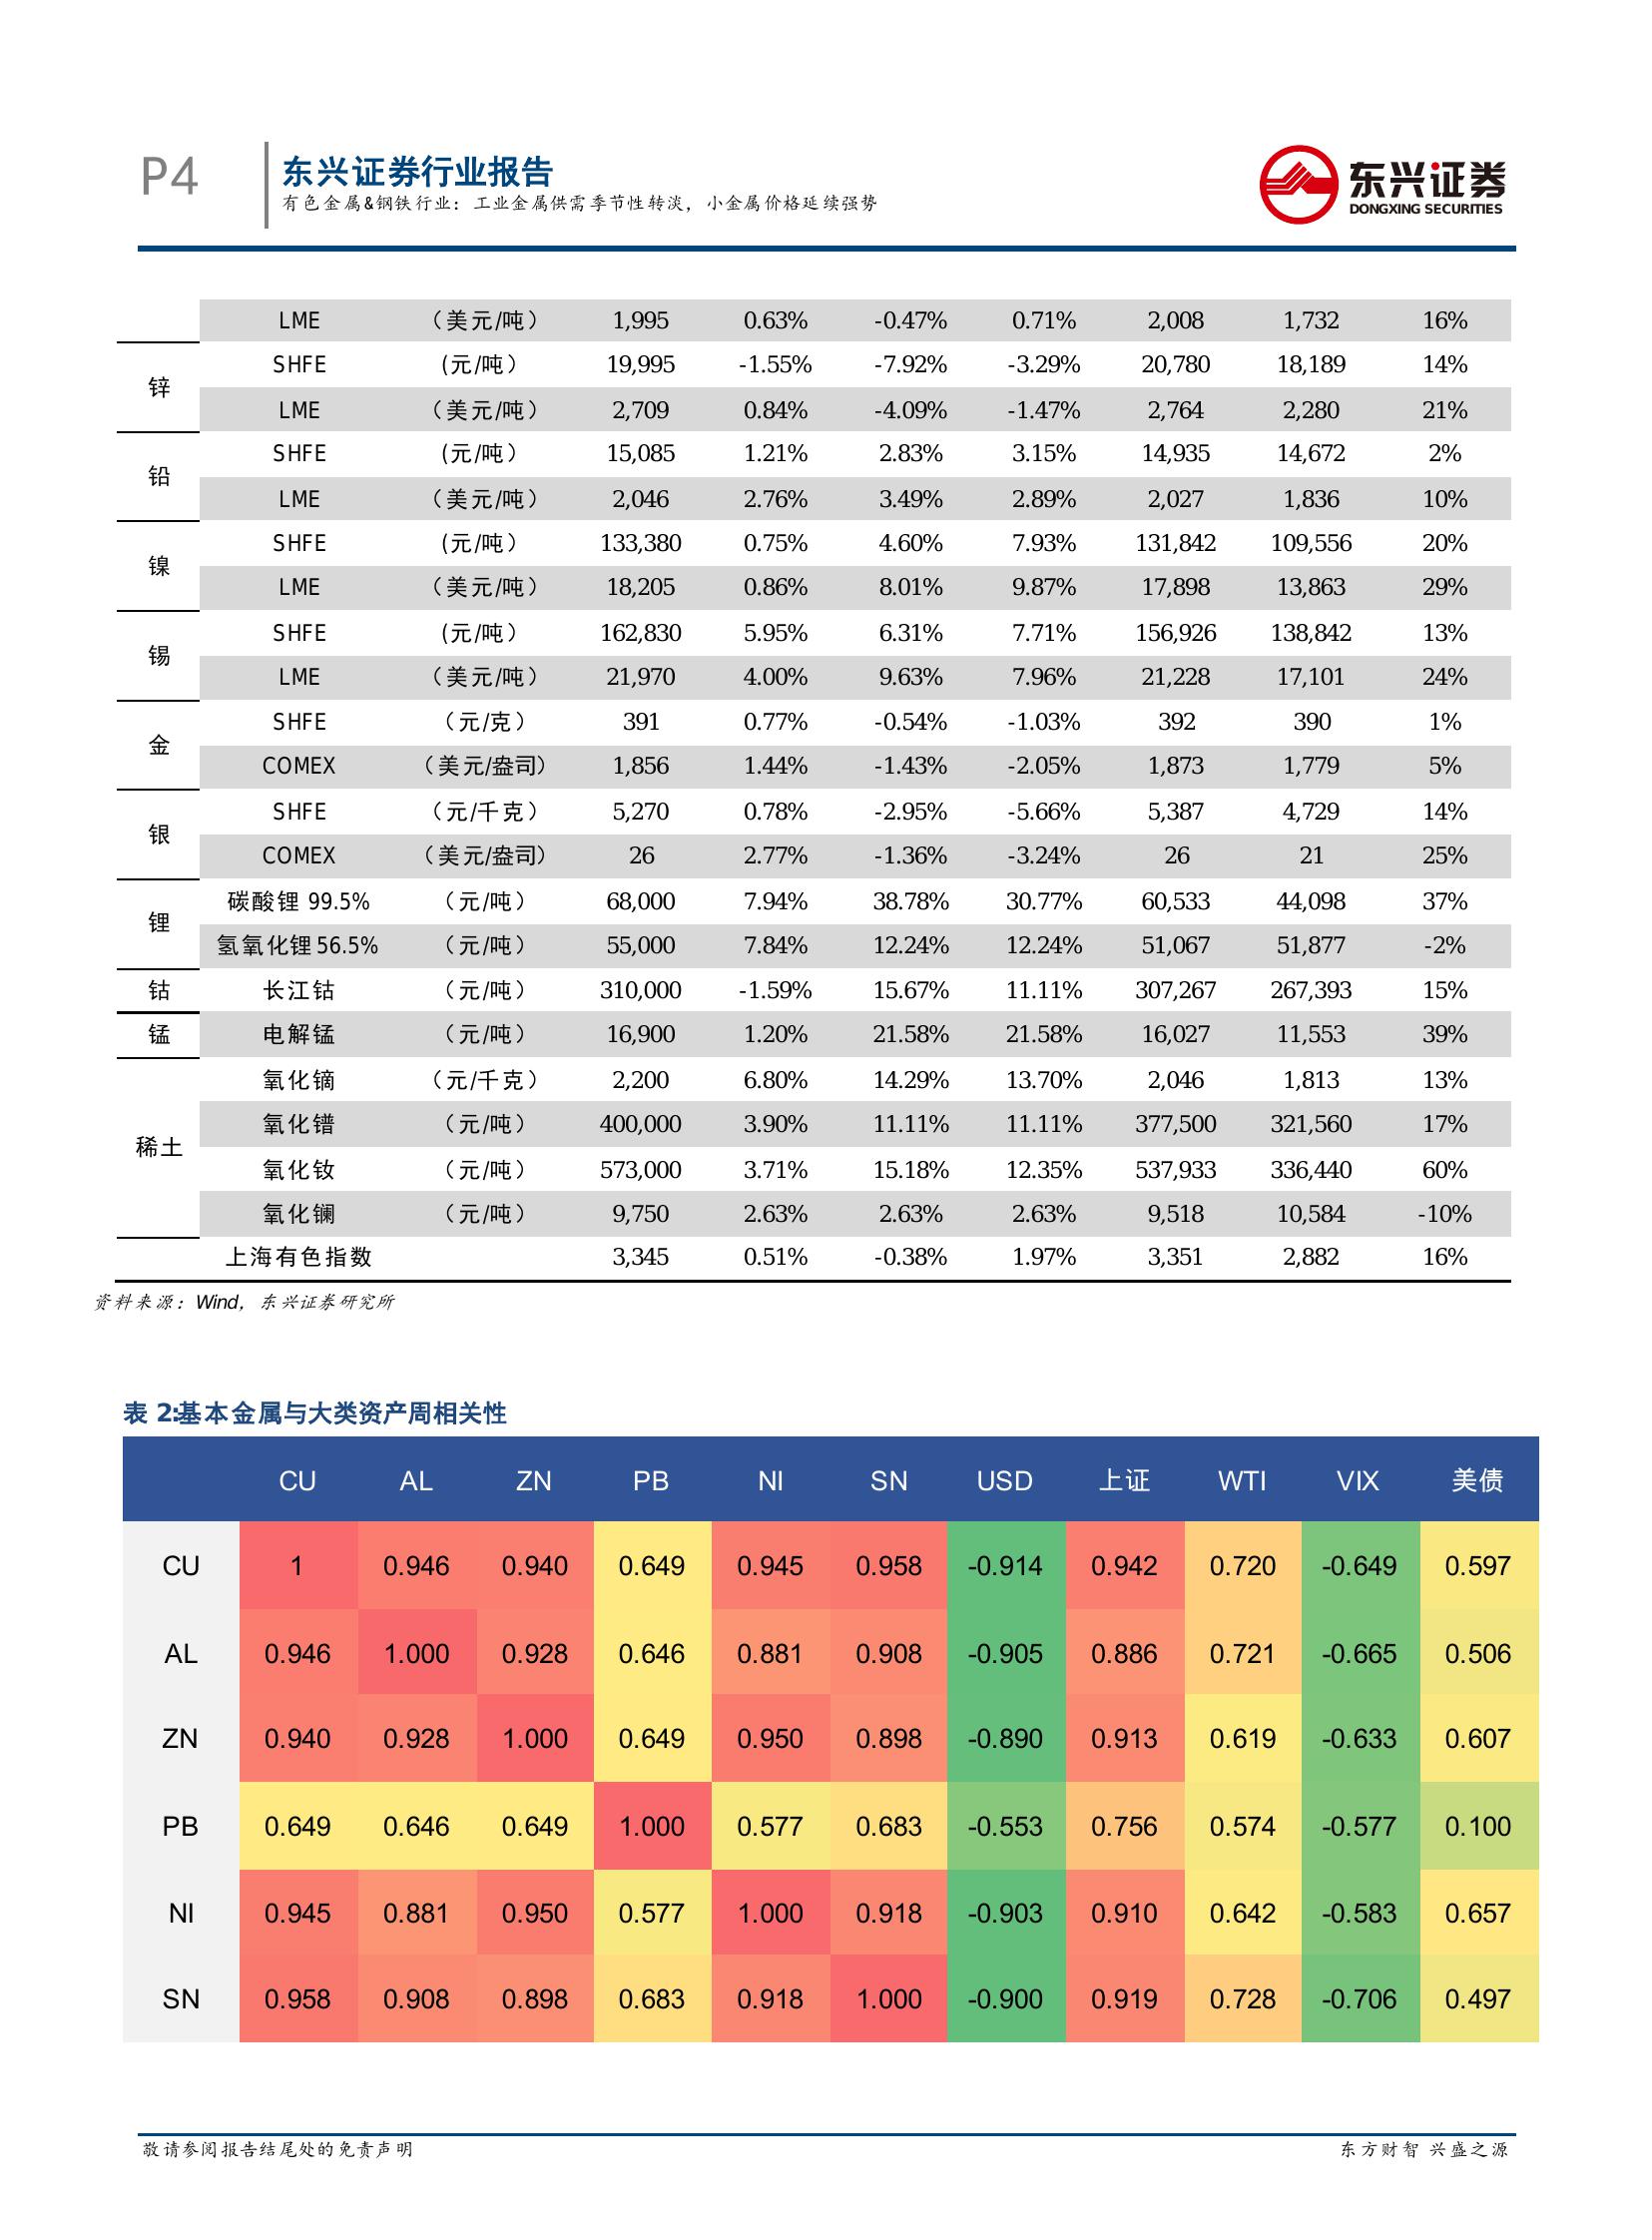 P4
东兴证券行业报告
有色金属&钢铁行业：工业金属供需季节性转淡，小金属价格延续强势
东兴证券
DONGXING SECURITIES
LME （美元/吨） 1,995 0.63% -0.47% 0.71% 2,008 1,732 16%
锌
SHFE (元/吨） 19,995 -1.55% -7.92% -3.29% 20,780 18,189 14%
LME （美元/吨） 2,709 0.84% -4.09% -1.47% 2,764 2,280 21%
铅
SHFE (元/吨） 15,085 1.21% 2.83% 3.15% 14,935 14,672 2%
LME （美元/吨） 2,046 2.76% 3.49% 2.89% 2,027 1,836 10%
镍
SHFE (元/吨） 133,380 0.75% 4.60% 7.93% 131,842 109,556 20%
LME （美元/吨） 18,205 0.86% 8.01% 9.87% 17,898 13,863 29%
锡
SHFE (元/吨） 162,830 5.95% 6.31% 7.71% 156,926 138,842 13%
LME （美元/吨） 21,970 4.00% 9.63% 7.96% 21,228 17,101 24%
金
SHFE （元/克） 391 0.77% -0.54% -1.03% 392 390 1%
COMEX （美元/盎司） 1,856 1.44% -1.43% -2.05% 1,873 1,779 5%
银
SHFE （元/千克） 5,270 0.78% -2.95% -5.66% 5,387 4,729 14%
COMEX （美元/盎司） 26 2.77% -1.36% -3.24% 26 21 25%
锂
碳酸锂 99.5% （元/吨） 68,000 7.94% 38.78% 30.77% 60,533 44,098 37%
氢氧化锂 56.5% （元/吨） 55,000 7.84% 12.24% 12.24% 51,067 51,877 -2%
钴 长江钴 （元/吨） 310,000 -1.59% 15.67% 11.11% 307,267 267,393 15%
锰 电解锰 （元/吨） 16,900 1.20% 21.58% 21.58% 16,027 11,553 39%
稀土
氧化镝 （元/千克） 2,200 6.80% 14.29% 13.70% 2,046 1,813 13%
氧化镨 （元/吨） 400,000 3.90% 11.11% 11.11% 377,500 321,560 17%
氧化钕 （元/吨） 573,000 3.71% 15.18% 12.35% 537,933 336,440 60%
氧化镧 （元/吨） 9,750 2.63% 2.63% 2.63% 9,518 10,584 -10%
上海有色指数 3,345 0.51% -0.38% 1.97% 3,351 2,882 16%
资料来源：Wind，东兴证券研究所
表 2:基本金属与大类资产周相关性
CU AL ZN PB NI SN USD 上证 WTI VIX 美债
CU 1 0.946 0.940 0.649 0.945 0.958 -0.914 0.942 0.720 -0.649 0.597
AL 0.946 1.000 0.928 0.646 0.881 0.908 -0.905 0.886 0.721 -0.665 0.506
ZN 0.940 0.928 1.000 0.649 0.950 0.898 -0.890 0.913 0.619 -0.633 0.607
PB 0.649 0.646 0.649 1.000 0.577 0.683 -0.553 0.756 0.574 -0.577 0.100
NI 0.945 0.881 0.950 0.577 1.000 0.918 -0.903 0.910 0.642 -0.583 0.657
SN 0.958 0.908 0.898 0.683 0.918 1.000 -0.900 0.919 0.728 -0.706 0.497
敬请参阅报告结尾处的免责声明
东方财智 兴盛之源